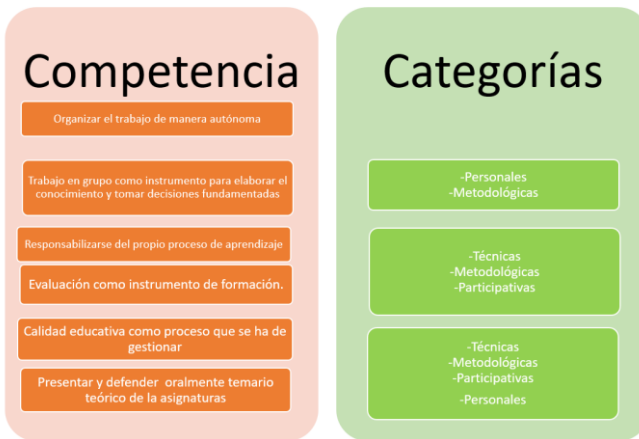 Competencia
Organizar el trabajo de manera autónoma
Trabajo en grupo como instrumento para elaborar el
conocimiento y tomar decisiones fundamentadas
Responsabilizarse del propio proceso de aprendizaje
Evaluación como instrumento de formación.
Calidad educativa como proceso que se ha de
gestionar
Presentar y defender oralmente temario
teórico de la asignaturas
Categorías
-Personales
-Metodológicas
-Técnicas
-Metodológicas
-Participativas
-Técnicas
-Metodológicas
-Participativas
-Personales